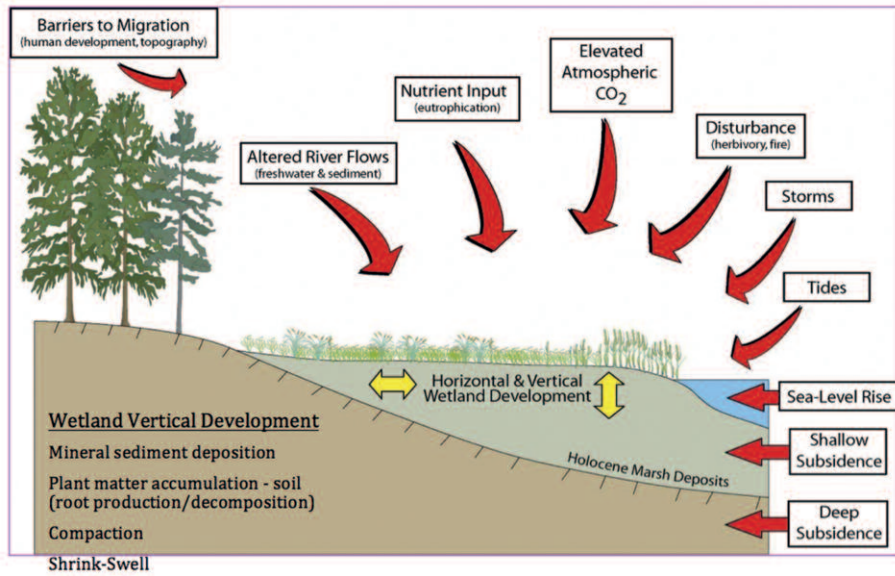 Barriers to Migration
(human development, topography)
Nutrient Input
(eutrophication)
Elevated
Atmospheric
CO2
Altered River Flows
(freshwater & sediment)
Disturbance
(herbivory, fire)
Storms
Tides
Horizontal & Vertical
Wetland Development
Sea-Level Rise
Shallow
Subsidence
Deep
Subsidence
Holocene Marsh Deposits
Wetland Vertical Development
Mineral sediment deposition
Plant matter accumulation - soil
(root production/decomposition)
Compaction
Shrink-Swell